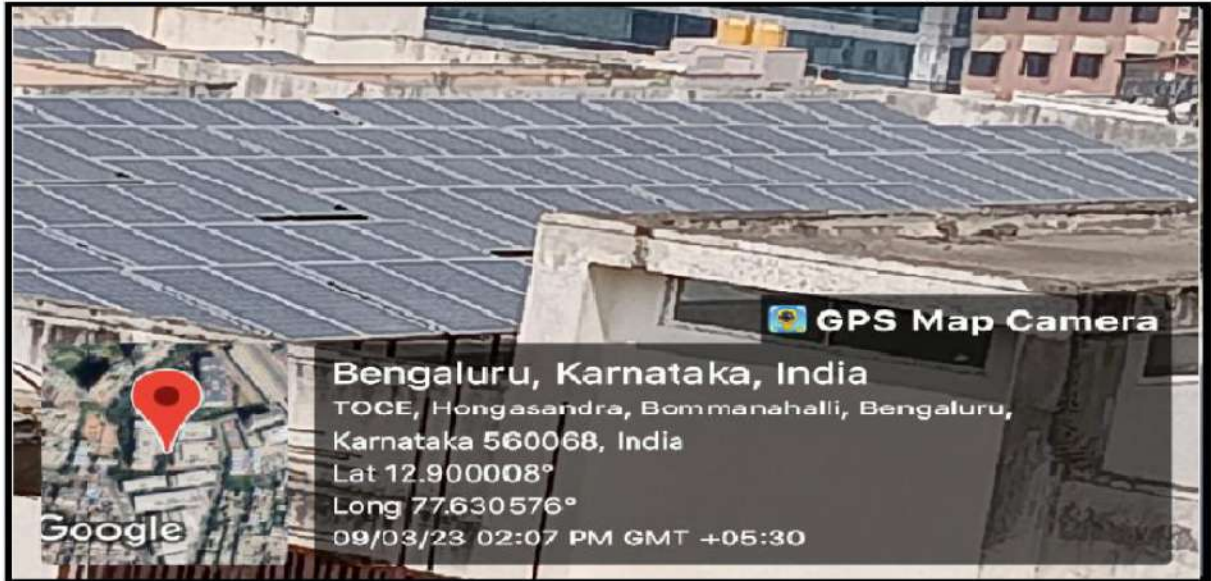 GPS Map Camera
Bengaluru, Karnataka, India
TOCE, Hongasandra, Bommanahalli, Bengaluru,
Karnataka 560068, India
Lat 12.900008°
Long 77.630576°
09/03/23 02:07 PM GMT +05:30
Google